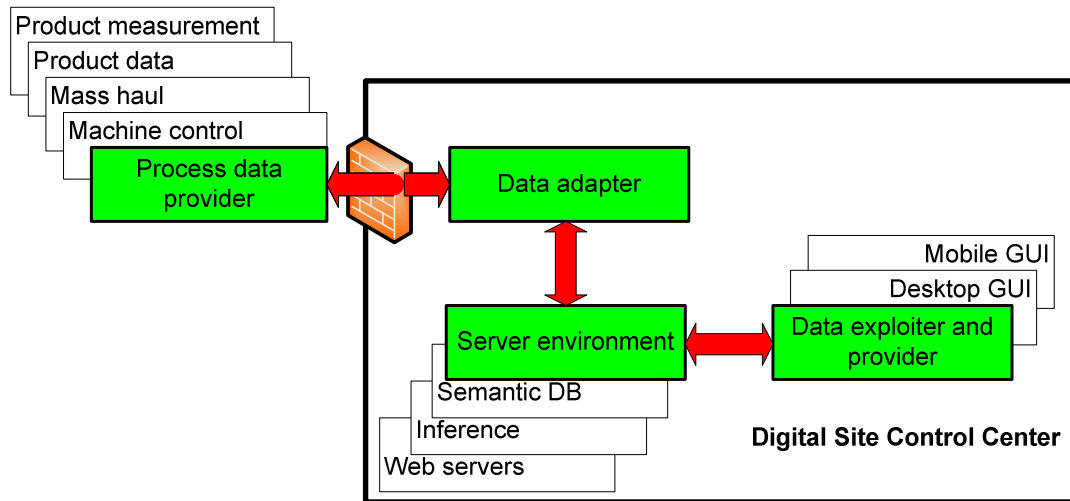 Product measurement
Product data
Mass haul
Machine control
Process data
provider
Data adapter
Mobile GUI
Desktop GUI
Data exploiter and
provider
Server environment
Semantic DB
Inference
Web servers
Digital Site Control Center